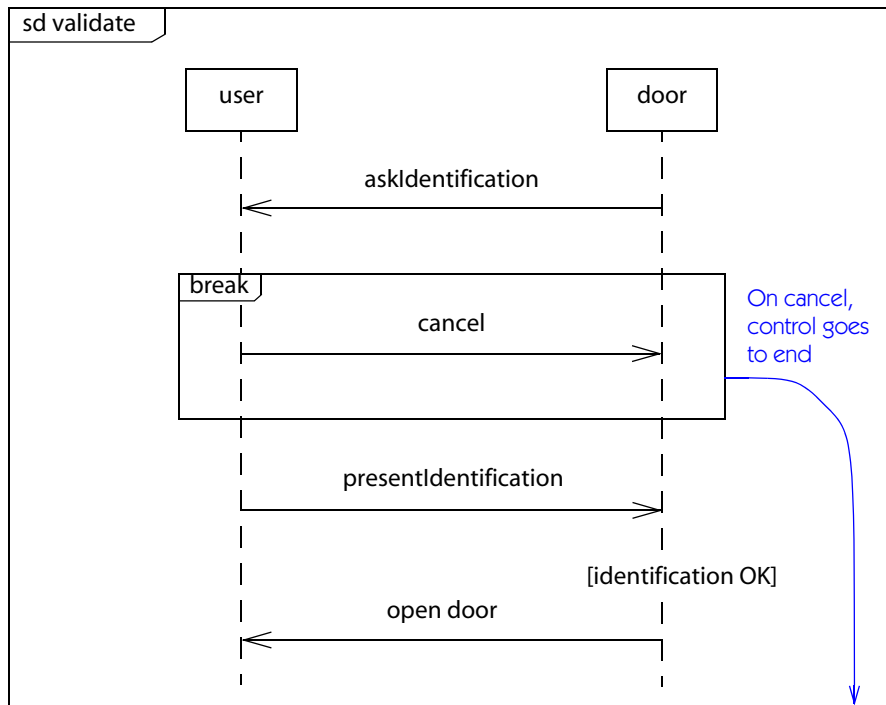 sd validate
user
door
askIdentification
break
cancel
On cancel,
control goes
to end
presentIdentification
[identification OK]
open door